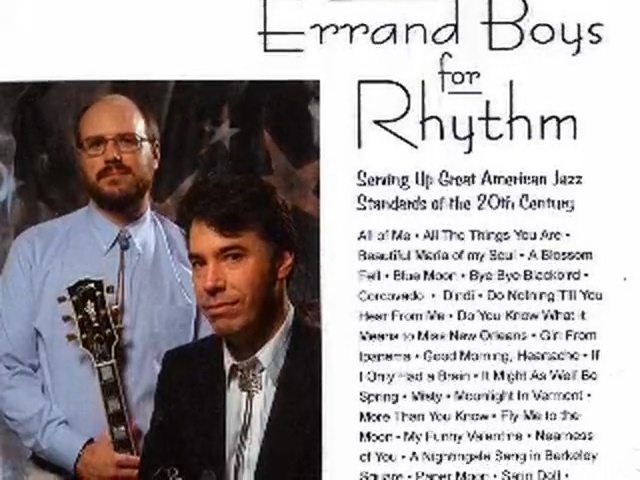 Errand Boys
for
Rhythm
Serving Up Great American Jazz
Standards of the 20th Century
All of Me • All The Things You Are •
Beautiful Maria of my Soul • A Blossom
Fell • Blue Moon • Bye Bye Blackbird •
Corcovado • Dindi • Do Nothing Till You
Hear From Me • Do You Know What it
Means to Miss New Orleans • Girl From
Ipanema • Good Morning, Heartache • If
I Only Had a Brain • It Might As Well Be
Spring • Misty • Moonlight In Vermont •
More Than You Know • Fly Me to the
Moon • My Funny Valentine • Nearness
of You • A Nightingale Sang in Berkeley
Square • Paper Moon • Satin Doll •